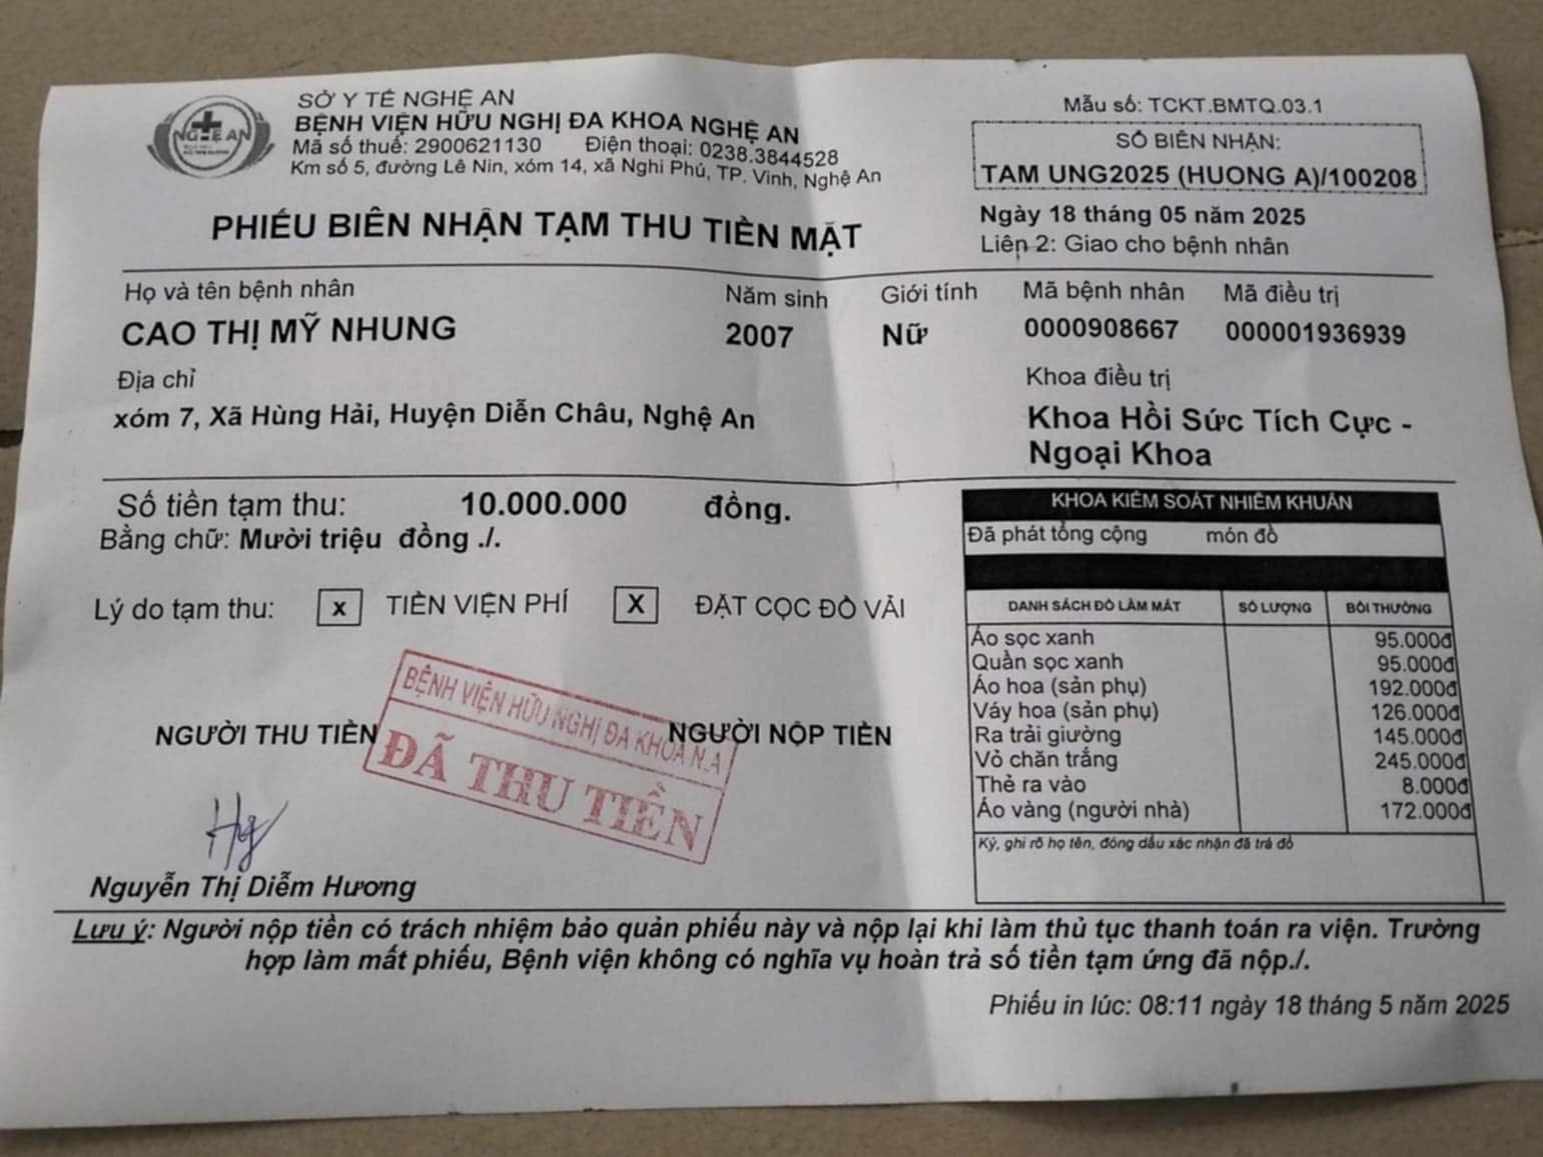 SỞ Y TẾ NGHỆ AN
BỆNH VIỆN HỮU NGHỊ ĐA KHOA NGHỆ AN
Mã số thuế: 2900621130 Điện thoại: 0238.3844528
Km số 5, đường Lê Nin, xóm 14, xã Nghi Phú, TP. Vinh, Nghệ An
NGHỆ AN
Mẫu số: TCKT.BMTQ.03.1
SỐ BIÊN NHẬN:
TAM UNG2025 (HUONG A)/100208
Ngày 18 tháng 05 năm 2025
Liên 2: Giao cho bệnh nhân
PHIẾU BIÊN NHẬN TẠM THU TIỀN MẶT
Họ và tên bệnh nhân Năm sinh Giới tính Mã bệnh nhân Mã điều trị
CAO THỊ MỸ NHUNG 2007 Nữ 0000908667 000001936939
Địa chỉ Khoa điều trị
xóm 7, Xã Hùng Hải, Huyện Diễn Châu, Nghệ An
Khoa Hồi Sức Tích Cực -
Ngoại Khoa
Số tiền tạm thu: 10.000.000 đồng.
Bằng chữ: Mười triệu đồng ./.
Lý do tạm thu: x TIỀN VIỆN PHÍ X ĐẶT CỌC ĐỒ VẢI
KHOA KIỂM SOÁT NHIỄM KHUẨN
Đã phát tổng cộng món đồ
DANH SÁCH ĐỒ LÀM MẤT SỐ LƯỢNG BỒI THƯỜNG
Áo sọc xanh 95.000đ
Quần sọc xanh 95.000đ
Áo hoa (sản phụ) 192.000đ
Váy hoa (sản phụ) 126.000đ
Ra trải giường 145.000đ
Vỏ chăn trắng 245.000đ
Thẻ ra vào 8.000đ
Áo vàng (người nhà) 172.000đ
Ký, ghi rõ họ tên, đóng dấu xác nhận đã trả đồ
NGƯỜI THU TIỀN NGƯỜI NỘP TIỀN
BỆNH VIỆN HỮU NGHỊ ĐA KHOA N.A
ĐÃ THU TIỀN
Hg
Nguyễn Thị Diễm Hương
Lưu ý: Người nộp tiền có trách nhiệm bảo quản phiếu này và nộp lại khi làm thủ tục thanh toán ra viện. Trường
hợp làm mất phiếu, Bệnh viện không có nghĩa vụ hoàn trả số tiền tạm ứng đã nộp./.
Phiếu in lúc: 08:11 ngày 18 tháng 5 năm 2025